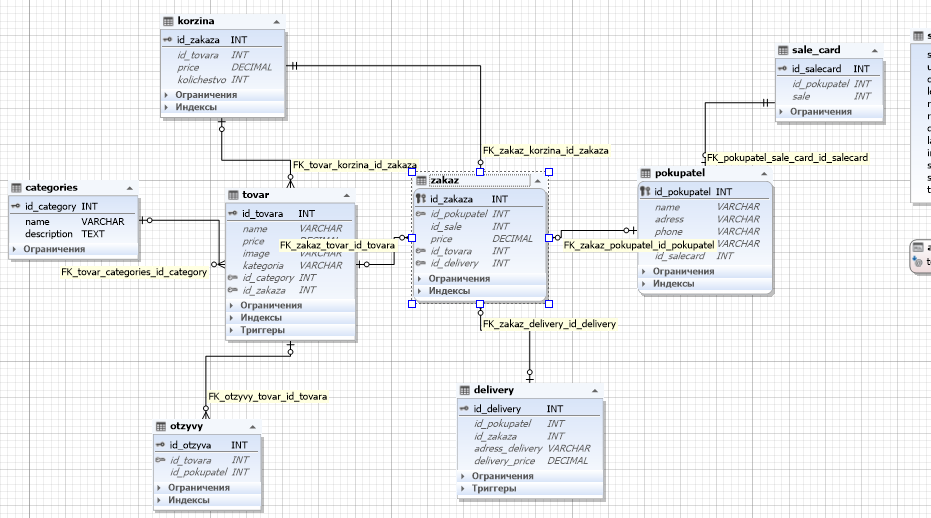 korzina
id_zakaza INT
id_tovara INT
price DECIMAL
kolichestvo INT
Ограничения
Индексы
sale_card
id_salecard INT
id_pokupatel INT
sale INT
Ограничения
FK_zakaz_korzina_id_zakaza
FK_tovar_korzina_id_zakaza
FK_pokupatel_sale_card_id_salecard
categories
id_category INT
name VARCHAR
description TEXT
Ограничения
FK_tovar_categories_id_category
tovar
id_tovara INT
name VARCHAR
price
image
kategoria VARCHAR
id_category INT
id_zakaza INT
Ограничения
Индексы
Триггеры
FK_zakaz_tovar_id_tovara
zakaz
id_zakaza INT
id_pokupatel INT
id_sale INT
price DECIMAL
id_tovara INT
id_delivery INT
Ограничения
Индексы
FK_zakaz_pokupatel_id_pokupatel
pokupatel
id_pokupatel INT
name VARCHAR
adress VARCHAR
phone VARCHAR
VARCHAR
id_salecard INT
Ограничения
Индексы
FK_zakaz_delivery_id_delivery
FK_otzyvy_tovar_id_tovara
otzyvy
id_otzyva INT
id_tovara INT
id_pokupatel INT
Ограничения
Индексы
delivery
id_delivery INT
id_pokupatel INT
id_zakaza INT
adress_delivery VARCHAR
delivery_price DECIMAL
Ограничения
Триггеры